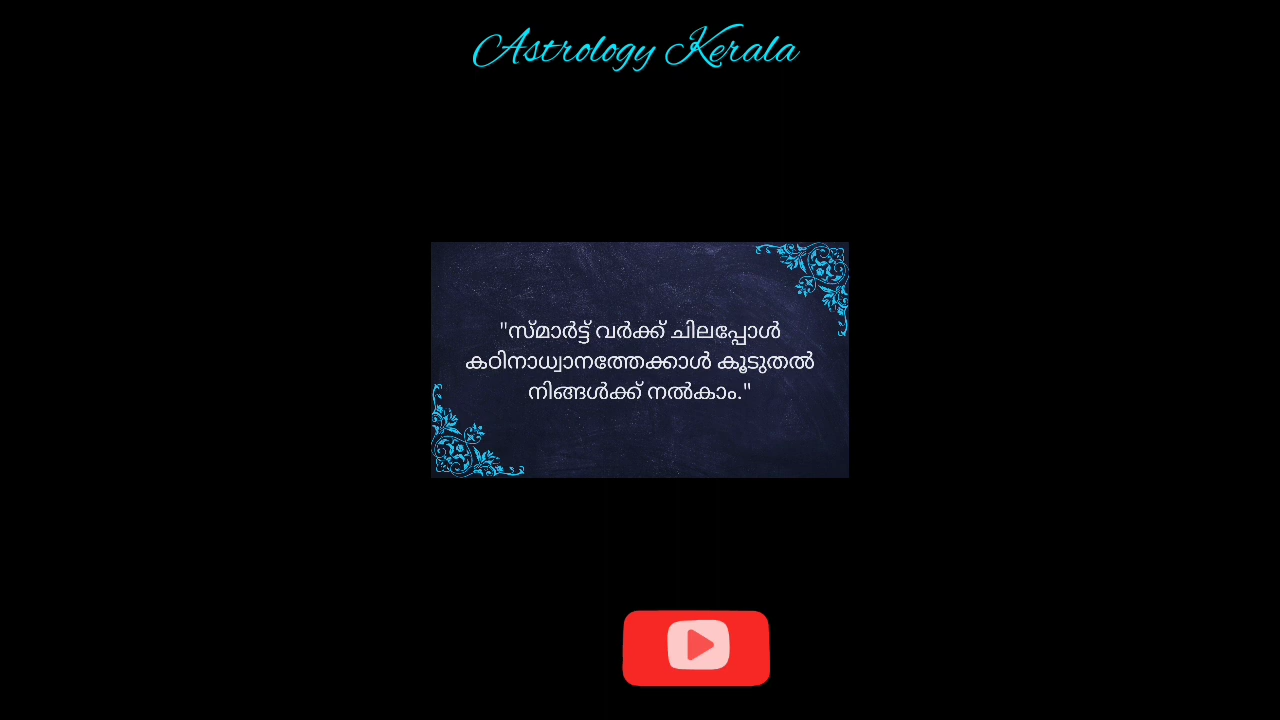 Astrology Kerala
"സ്മാർട്ട് വർക്ക് ചിലപ്പോൾ
കഠിനാധ്വാനത്തേക്കാൾ കൂടുതൽ
നിങ്ങൾക്ക് നൽകാം."